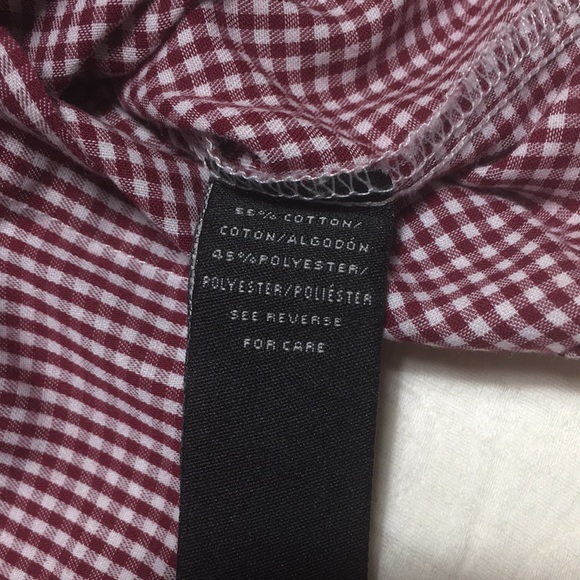 55% COTTON/
COTON/ALGODÓN
45%POLYESTER/
POLYESTER/POLIÉSTER
SEE REVERSE
FOR CARE